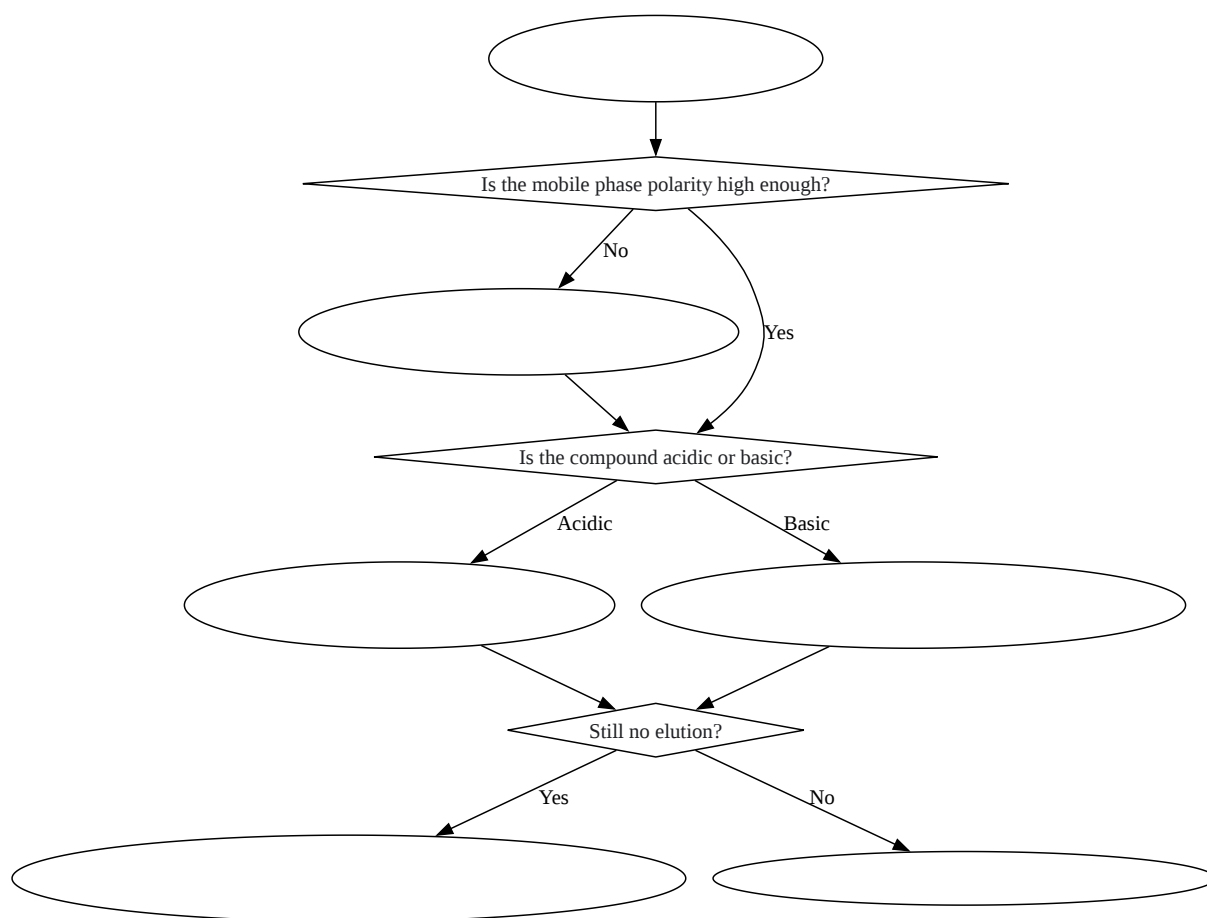 Is the mobile phase polarity high enough?
No
Yes
Is the compound acidic or basic?
Acidic
Basic
Still no elution?
Yes
No